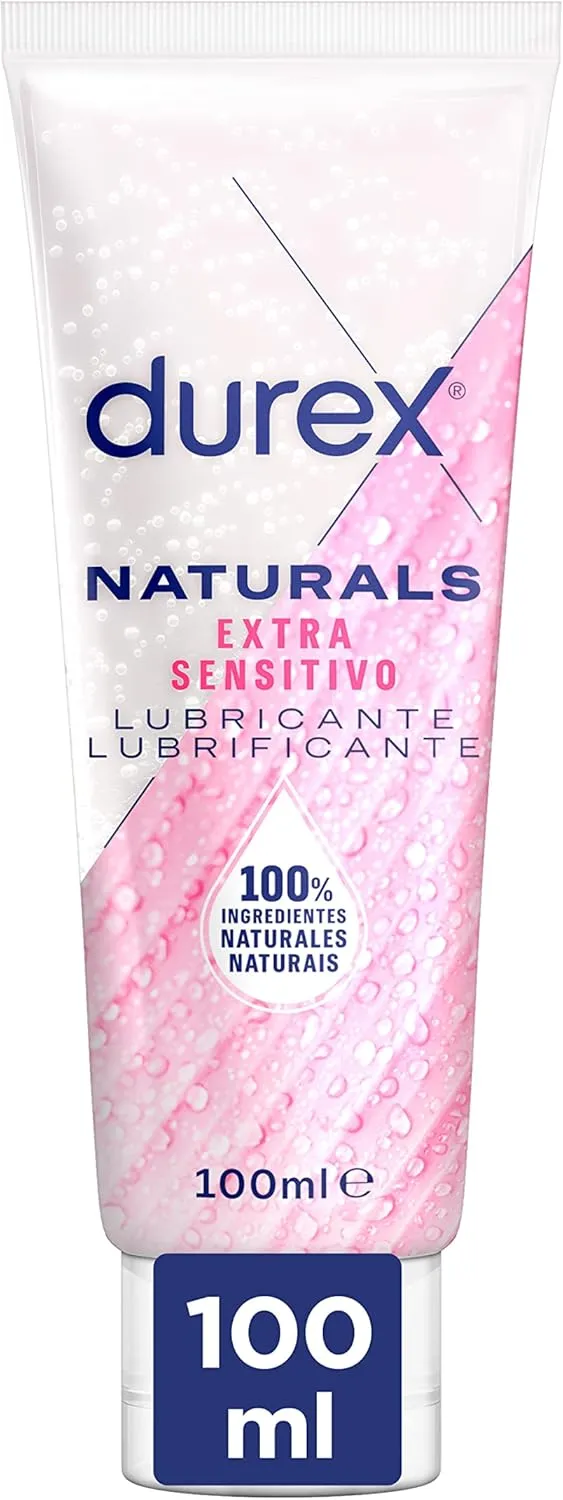 durex®
NATURALS
EXTRA
SENSITIVO
LUBRICANTE
LUBRIFICANTE
100%
INGREDIENTES
NATURALES
NATURAIS
100ml ℮
100
ml